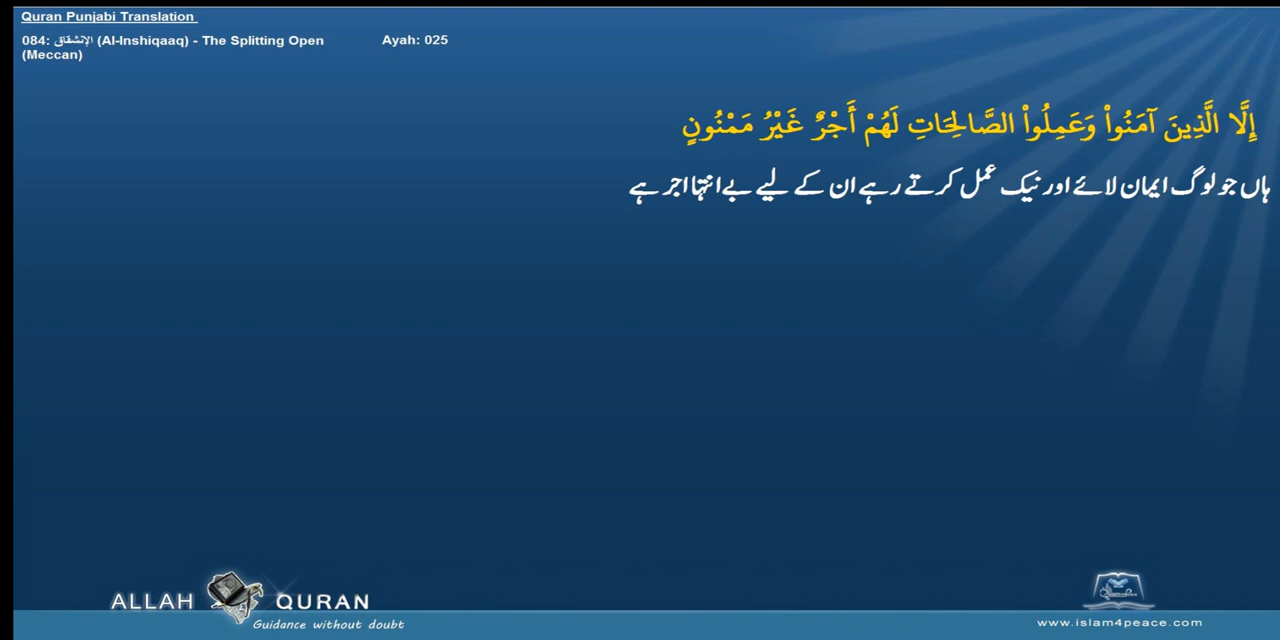 Quran Punjabi Translation
084: الإنشقاق (Al-Inshiqaaq) - The Splitting Open Ayah: 025
(Meccan)
إِلَّا الَّذِينَ آمَنُواْ وَعَمِلُواْ الصَّالِحَاتِ لَهُمْ أَجْرٌ غَيْرُ مَمْنُونٍ
ہاں جو لوگ ایمان لائے اور نیک عمل کرتے رہے ان کے لیے بے انتہا اجر ہے
ALLAH QURAN
Guidance without doubt
www.islam4peace.com